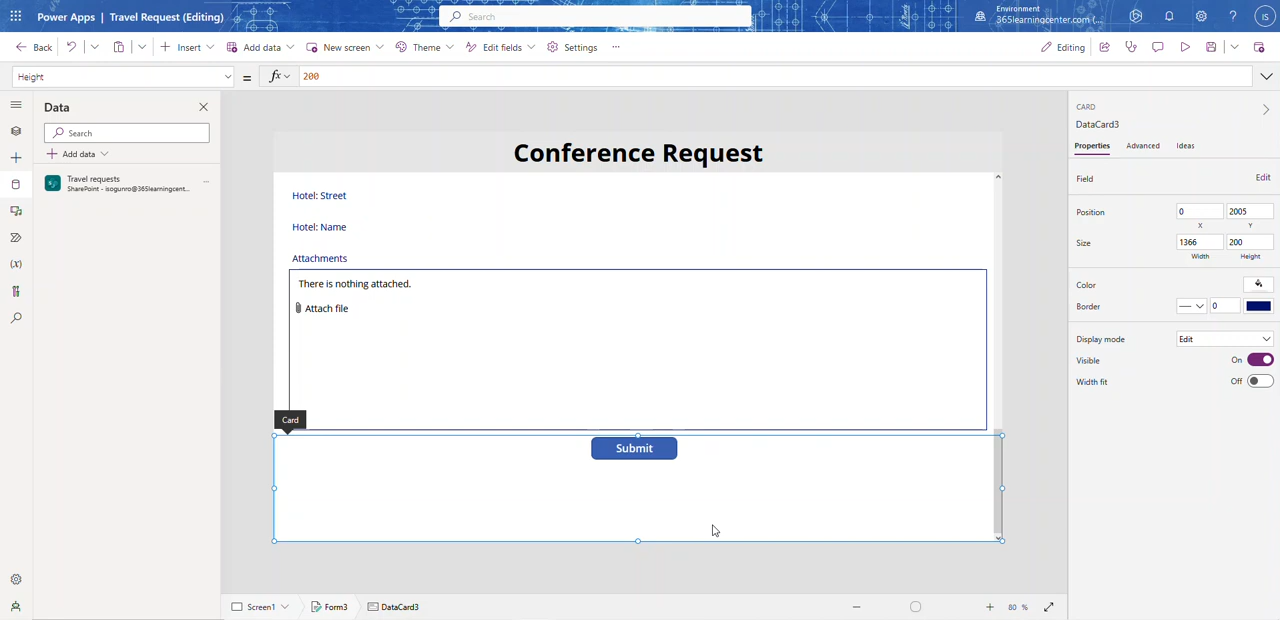 Power Apps | Travel Request (Editing)
Search
Environment
365learningcenter.com (...
IS
Back
Insert
Add data
New screen
Theme
Edit fields
Settings
...
Editing
Height
=
fx
200
Data
Search
Add data
Travel requests
SharePoint - isogunro@365learningcent...
...
Conference Request
Hotel: Street
Hotel: Name
Attachments
There is nothing attached.
Attach file
Card
Submit
CARD
DataCard3
Properties
Advanced
Ideas
Field
Edit
Position
0
2005
X
Y
Size
1366
200
Width
Height
Color
Border
0
Display mode
Edit
Visible
On
Width fit
Off
Screen1
Form3
DataCard3
80 %